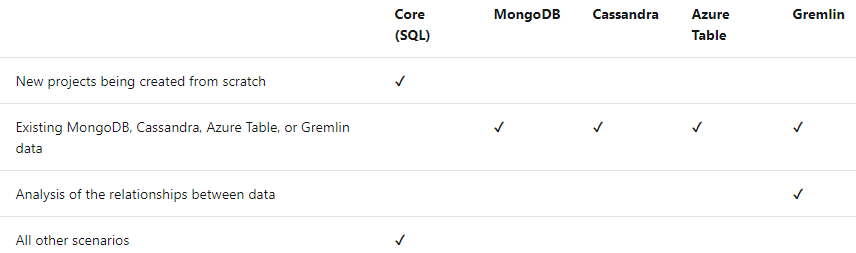 Core (SQL) MongoDB Cassandra Azure Table Gremlin
New projects being created from scratch ✓
Existing MongoDB, Cassandra, Azure Table, or Gremlin data ✓ ✓ ✓ ✓
Analysis of the relationships between data ✓
All other scenarios ✓